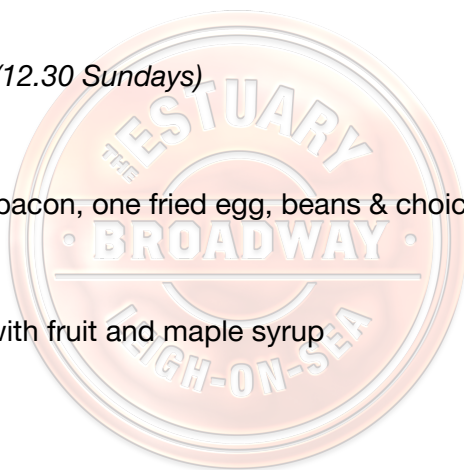 (12.30 Sundays)
THE
ESTUARY
bacon, one fried egg, beans &
BROADWAY
with fruit and maple syrup
LEIGH-ON-SEA